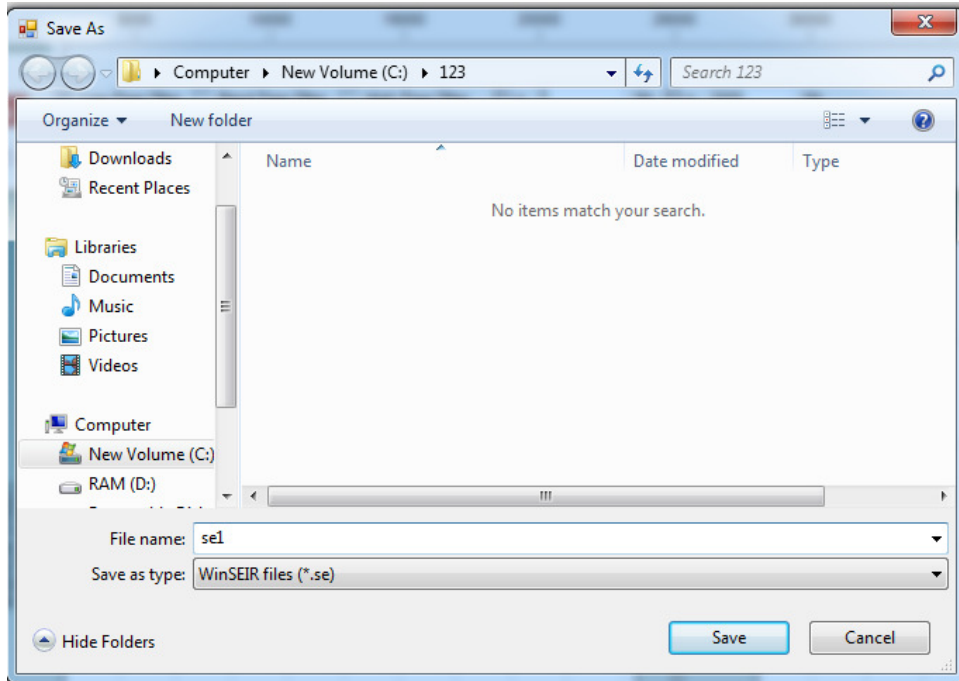 Save As
Computer ▸ New Volume (C:) ▸ 123
Search 123
Organize
New folder
Downloads
Recent Places
Libraries
Documents
Music
Pictures
Videos
Computer
New Volume (C:)
RAM (D:)
Name
Date modified
Type
No items match your search.
File name: se1
Save as type: WinSEIR files (*.se)
Hide Folders
Save
Cancel